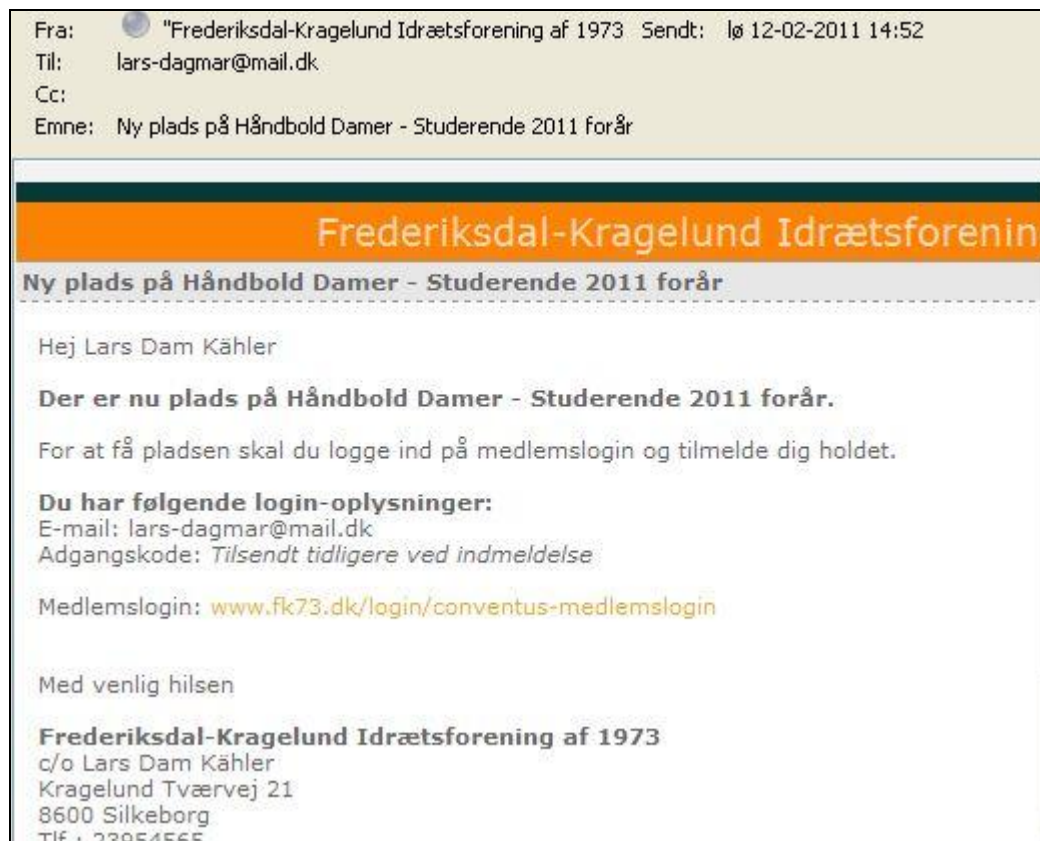 Fra: "Frederiksdal-Kragelund Idrætsforening af 1973 Sendt: lø 12-02-2011 14:52
Til: lars-dagmar@mail.dk
Cc:
Emne: Ny plads på Håndbold Damer - Studerende 2011 forår
Frederiksdal-Kragelund Idrætsforenin
Ny plads på Håndbold Damer - Studerende 2011 forår
Hej Lars Dam Kähler
Der er nu plads på Håndbold Damer - Studerende 2011 forår.
For at få pladsen skal du logge ind på medlemslogin og tilmelde dig holdet.
Du har følgende login-oplysninger:
E-mail: lars-dagmar@mail.dk
Adgangskode: Tilsendt tidligere ved indmeldelse
Medlemslogin: www.fk73.dk/login/conventus-medlemslogin
Med venlig hilsen
Frederiksdal-Kragelund Idrætsforening af 1973
c/o Lars Dam Kähler
Kragelund Tværvej 21
8600 Silkeborg
Tlf.: 23954565